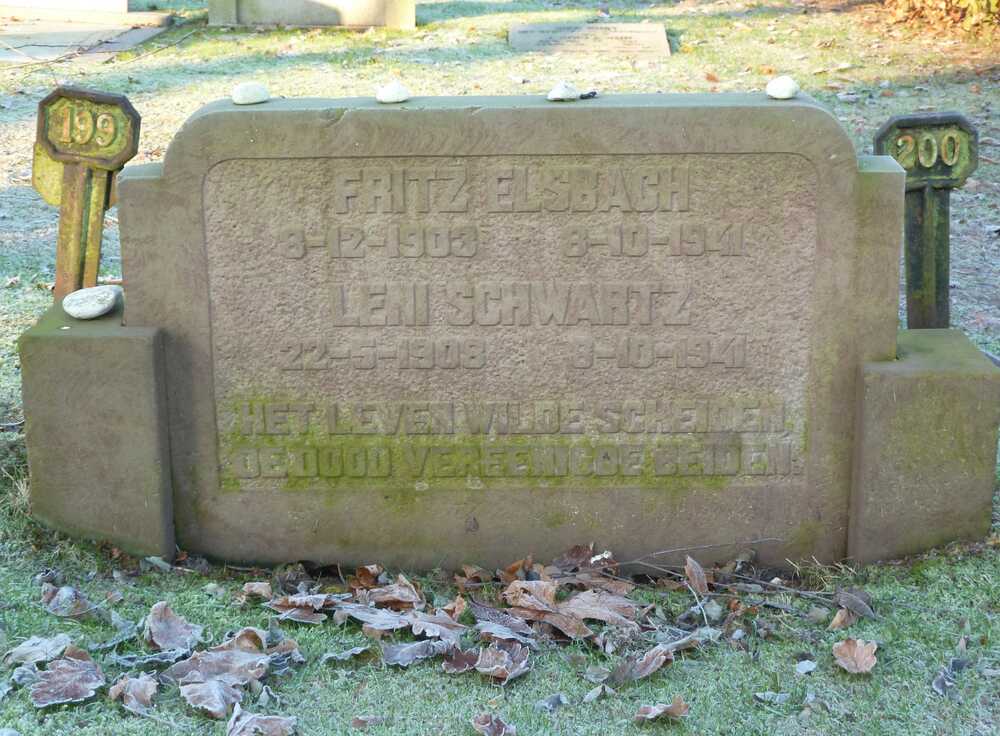 199
200
FRITZ ELSBACH
8-12-1903 8-10-1941
LENI SCHWARTZ
22-5-1908 8-10-1941
HET LEVEN WILDE SCHEIDEN,
DE DOOD VEREENIGDE BEIDEN.